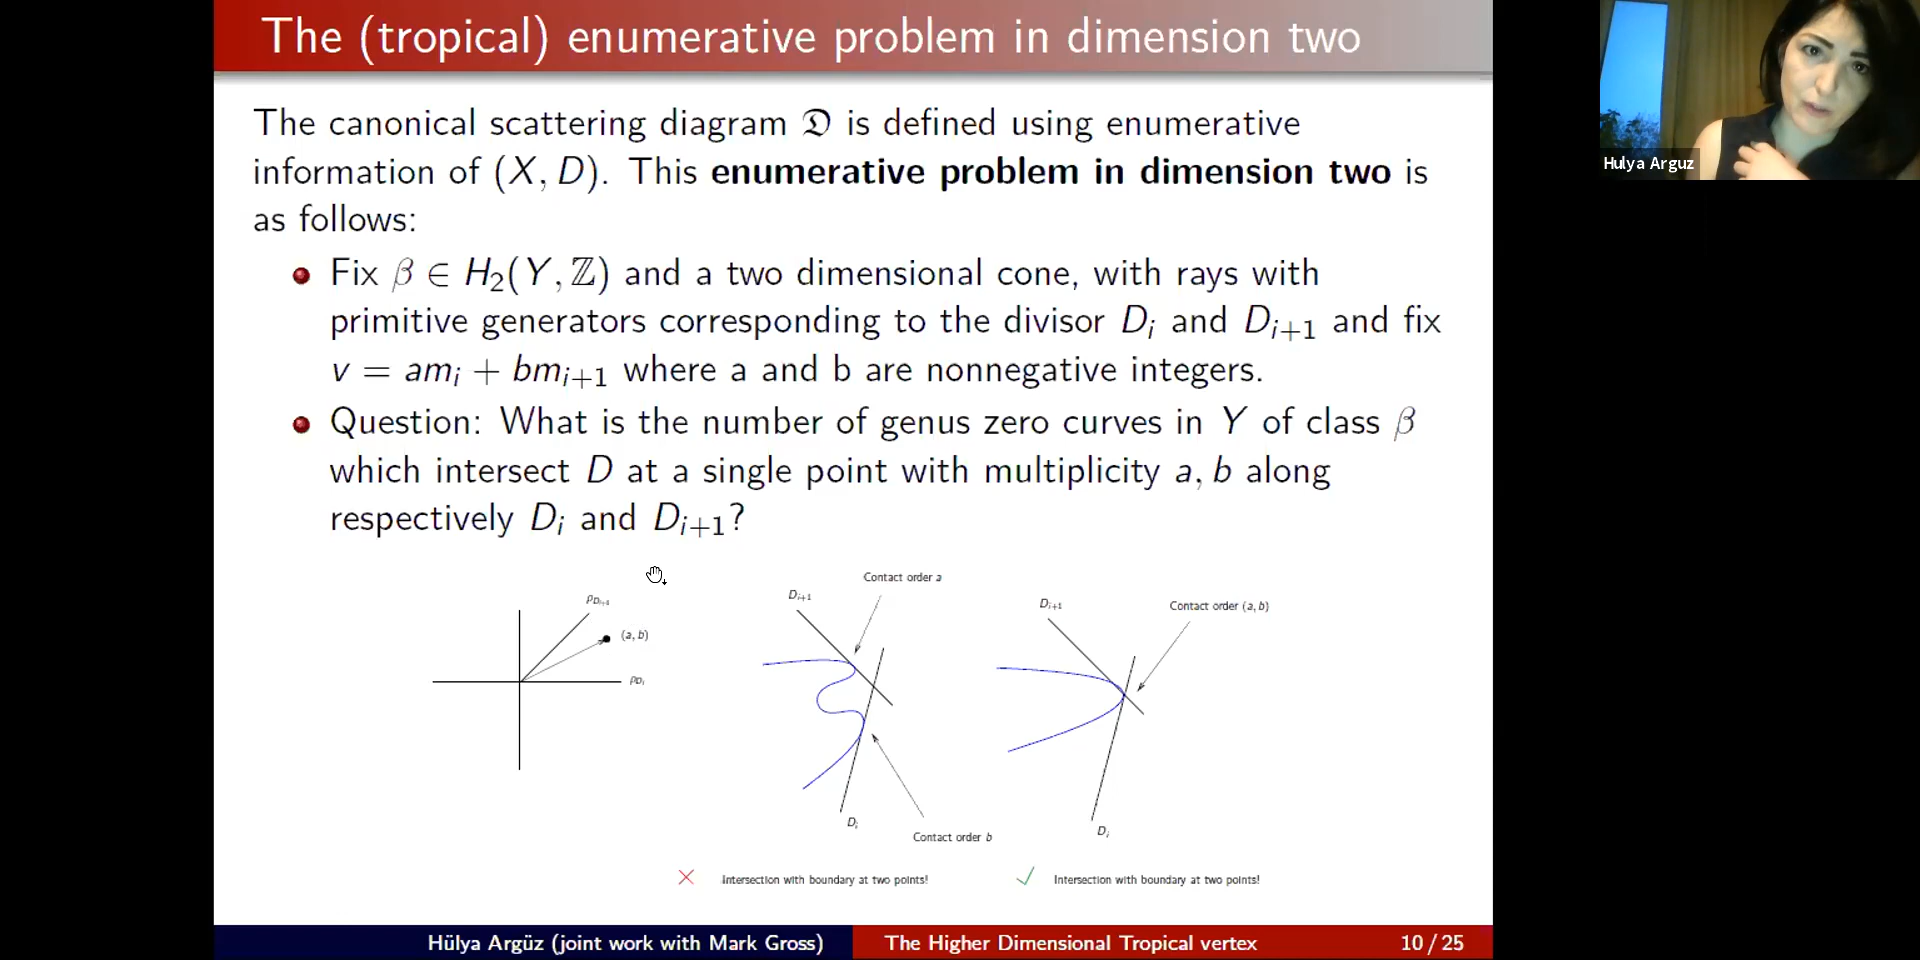 The (tropical) enumerative problem in dimension two
The canonical scattering diagram 𝔇 is defined using enumerative
information of (X, D). This enumerative problem in dimension two is
as follows:
Fix β ∈ H₂(Y, ℤ) and a two dimensional cone, with rays with
primitive generators corresponding to the divisor Dᵢ and Dᵢ₊₁ and fix
v = amᵢ + bmᵢ₊₁ where a and b are nonnegative integers.
Question: What is the number of genus zero curves in Y of class β
which intersect D at a single point with multiplicity a, b along
respectively Dᵢ and Dᵢ₊₁?
ρDᵢ₊₁
(a, b)
ρDᵢ
Contact order a
Dᵢ₊₁
Dᵢ
Contact order b
Dᵢ₊₁
Contact order (a, b)
Dᵢ
Intersection with boundary at two points!
Intersection with boundary at two points!
Hülya Argüz (joint work with Mark Gross)
The Higher Dimensional Tropical vertex
10 / 25
Hulya Arguz